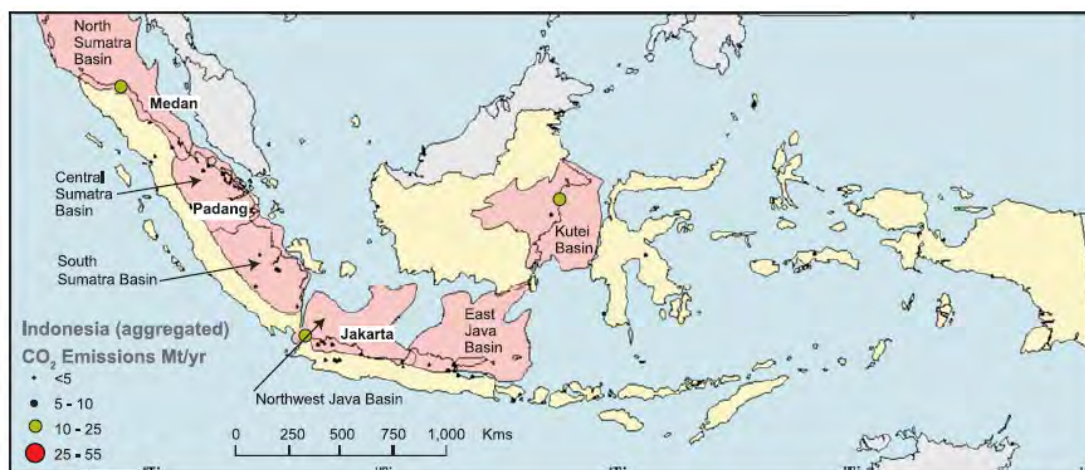 North
Sumatra
Basin
Medan
Central
Sumatra
Basin
Padang
Kutei
Basin
South
Sumatra Basin
Jakarta
East
Java
Basin
Northwest Java Basin
Indonesia (aggregated)
CO₂ Emissions Mt/yr
<5
5 - 10
10 - 25
25 - 55
0 250 500 750 1,000 Kms